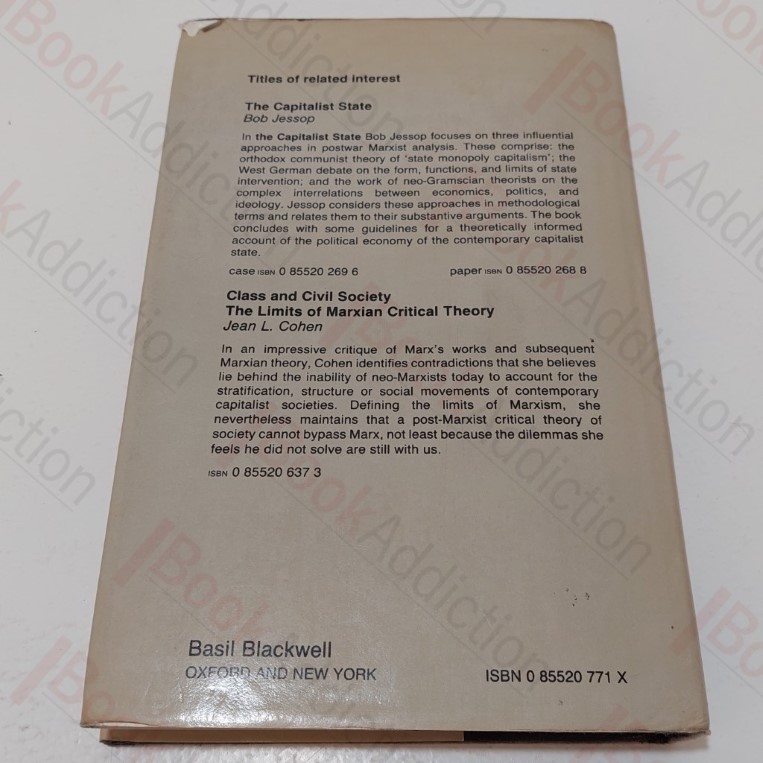 Titles of related interest
The Capitalist State
Bob Jessop
In the Capitalist State Bob Jessop focuses on three influential
approaches in postwar Marxist analysis. These comprise: the
orthodox communist theory of 'state monopoly capitalism'; the
West German debate on the form, functions, and limits of state
intervention; and the work of neo-Gramscian theorists on the
complex interrelations between economics, politics, and
ideology. Jessop considers these approaches in methodological
terms and relates them to their substantive arguments. The book
concludes with some guidelines for a theoretically informed
account of the political economy of the contemporary capitalist
state.
case ISBN 0 85520 269 6 paper ISBN 0 85520 268 8
Class and Civil Society
The Limits of Marxian Critical Theory
Jean L. Cohen
In an impressive critique of Marx's works and subsequent
Marxian theory, Cohen identifies contradictions that she believes
lie behind the inability of neo-Marxists today to account for the
stratification, structure or social movements of contemporary
capitalist societies. Defining the limits of Marxism, she
nevertheless maintains that a post-Marxist critical theory of
society cannot bypass Marx, not least because the dilemmas she
feels he did not solve are still with us.
ISBN 0 85520 637 3
Basil Blackwell
OXFORD AND NEW YORK
ISBN 0 85520 771 X
BookAddiction